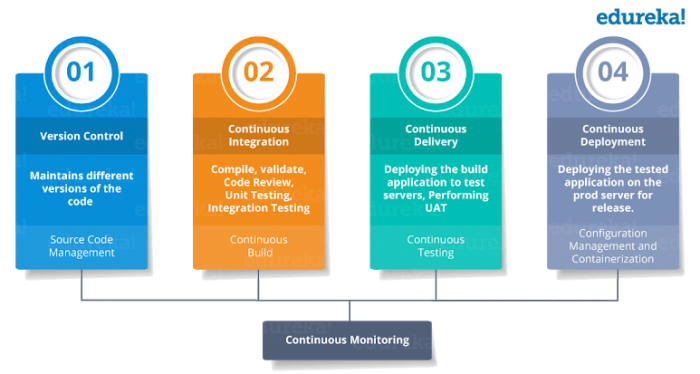 edureka!
01
Version Control
Maintains different
versions of the
code
Source Code
Management
02
Continuous
Integration
Compile, validate,
Code Review,
Unit Testing,
Integration Testing
Continuous
Build
03
Continuous
Delivery
Deploying the build
application to test
servers, Performing
UAT
Continuous
Testing
04
Continuous
Deployment
Deploying the tested
application on the
prod server for
release.
Configuration
Management and
Containerization
Continuous Monitoring